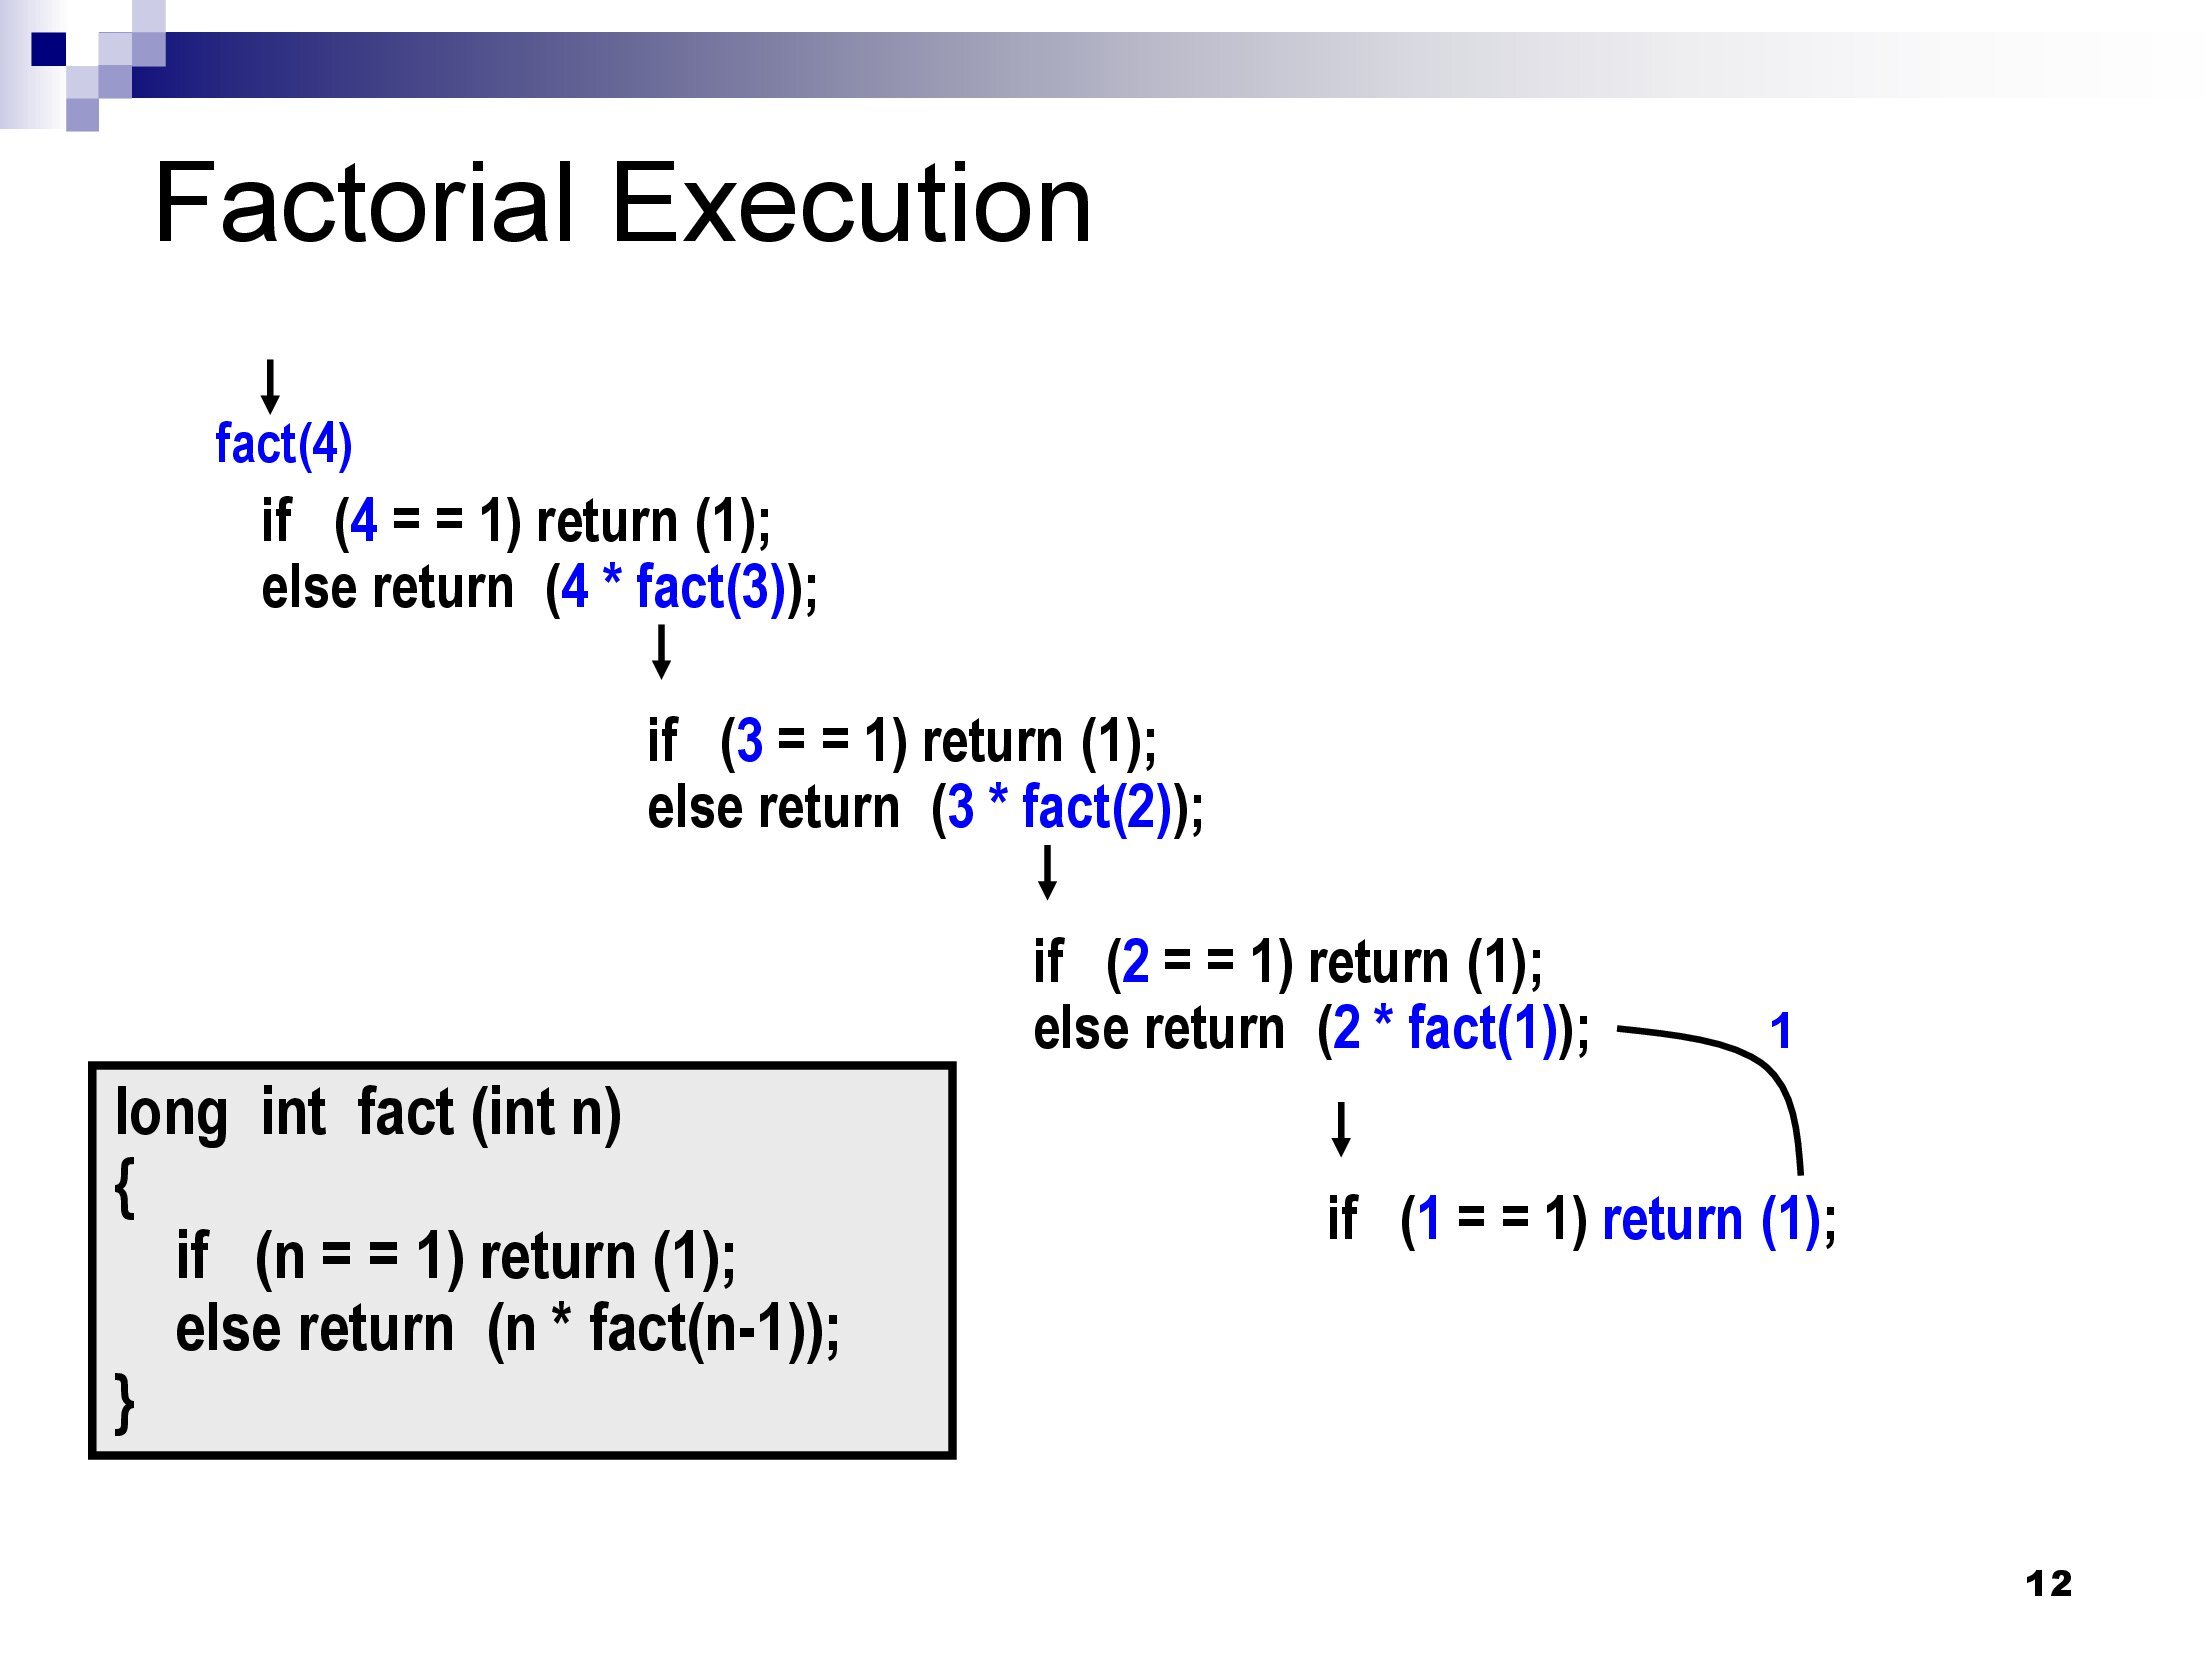 Factorial Execution
fact(4)
if (4 = = 1) return (1);
else return (4 * fact(3));
if (3 = = 1) return (1);
else return (3 * fact(2));
if (2 = = 1) return (1);
else return (2 * fact(1));
1
if (1 = = 1) return (1);
long int fact (int n)
{
if (n = = 1) return (1);
else return (n * fact(n-1));
}
12